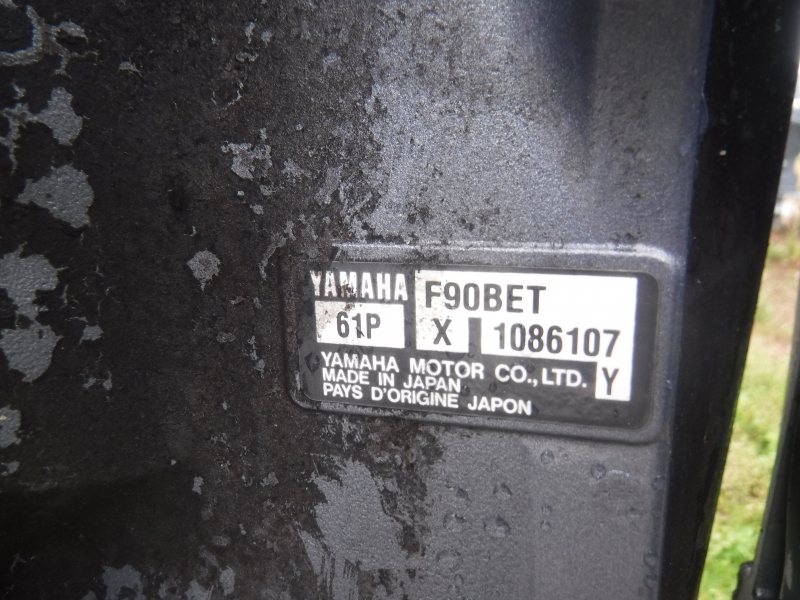 YAMAHA F90BET
61P X 1086107
YAMAHA MOTOR CO., LTD. Y
MADE IN JAPAN
PAYS D'ORIGINE JAPON